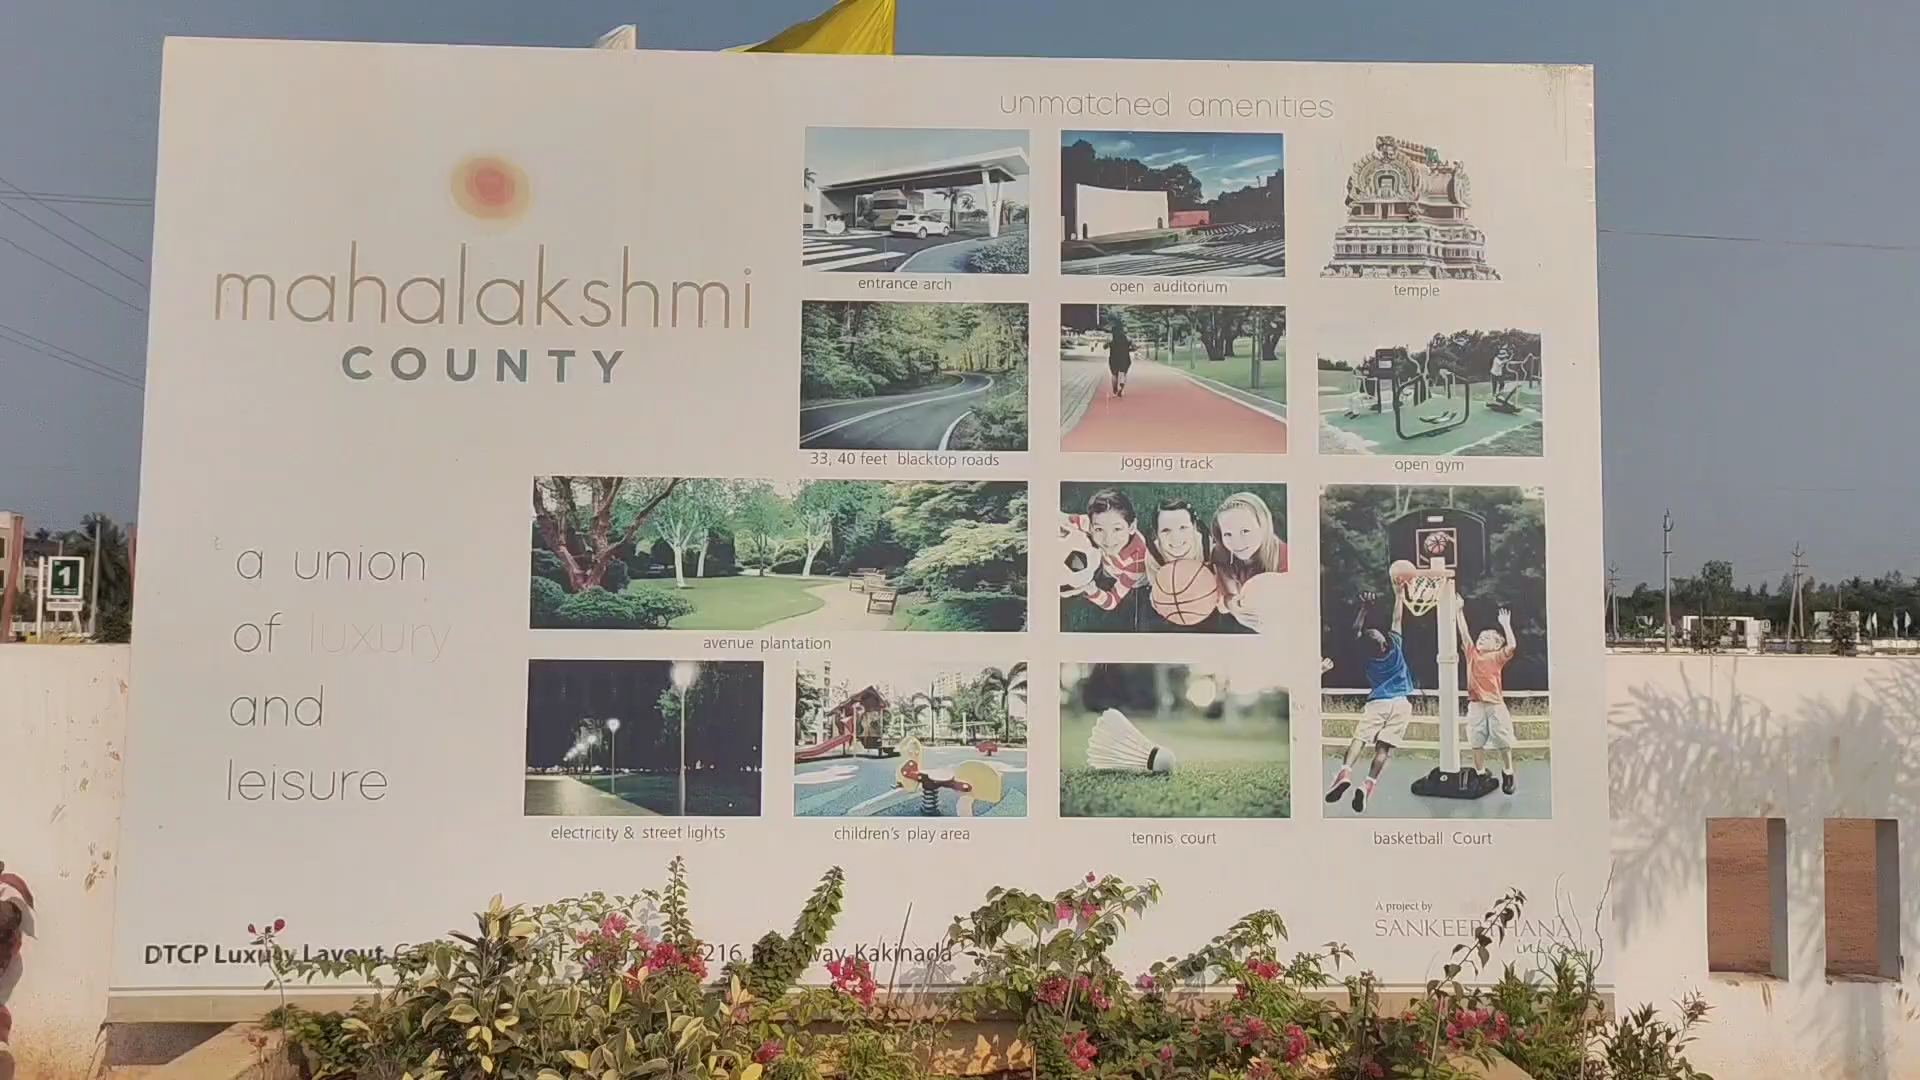 unmatched amenities
mahalakshmi
COUNTY
entrance arch
open auditorium
temple
33, 40 feet blacktop roads
jogging track
open gym
a union
of luxury
and
leisure
avenue plantation
electricity & street lights
children's play area
tennis court
basketball Court
A project by
DTCP Luxury Layout 216 Kakinada
1